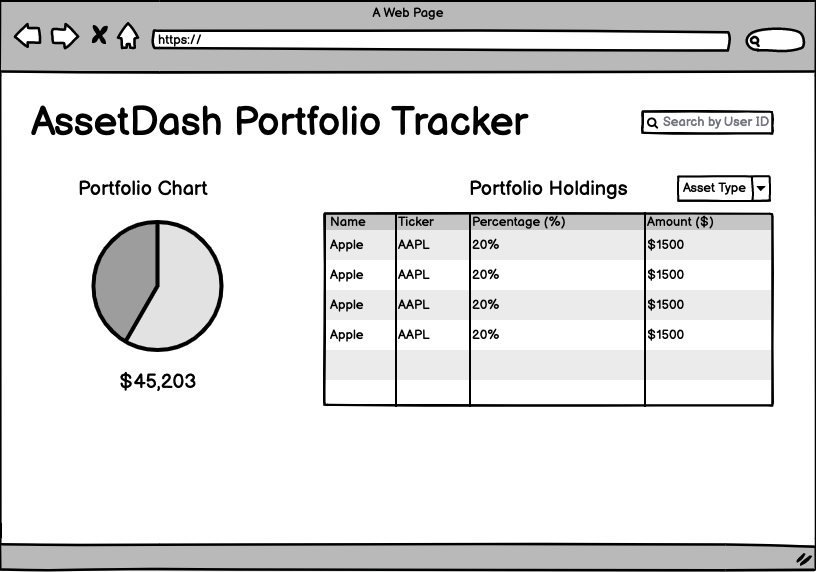 A Web Page
https://
AssetDash Portfolio Tracker
Search by User ID
Portfolio Chart
Portfolio Holdings
Asset Type
Name Ticker Percentage (%) Amount ($)
Apple AAPL 20% $1500
Apple AAPL 20% $1500
Apple AAPL 20% $1500
Apple AAPL 20% $1500
$45,203